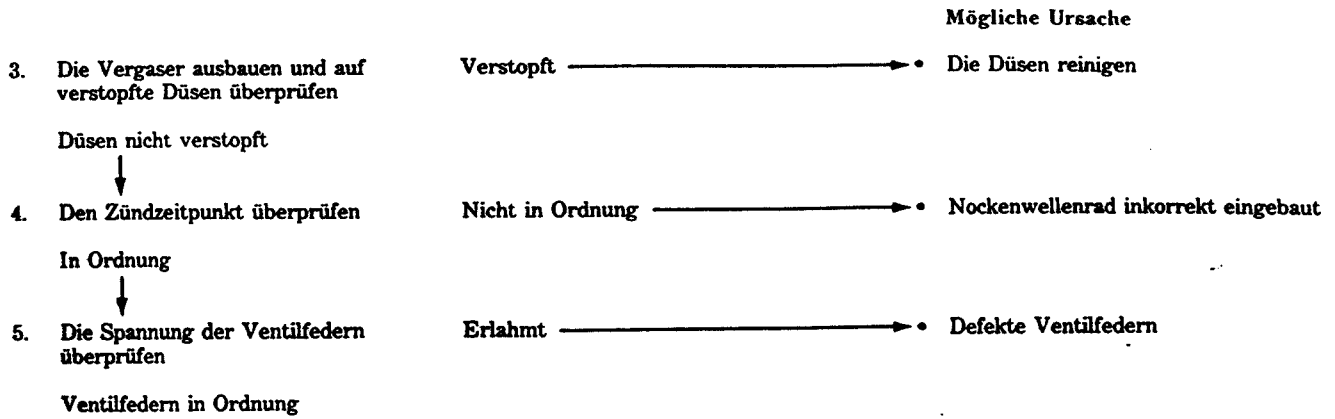 Mögliche Ursache
3. Die Vergaser ausbauen und auf verstopfte Düsen überprüfen
Verstopft
• Die Düsen reinigen
Düsen nicht verstopft
4. Den Zündzeitpunkt überprüfen
Nicht in Ordnung
• Nockenwellenrad inkorrekt eingebaut
In Ordnung
5. Die Spannung der Ventilfedern überprüfen
Erlahmt
• Defekte Ventilfedern
Ventilfedern in Ordnung